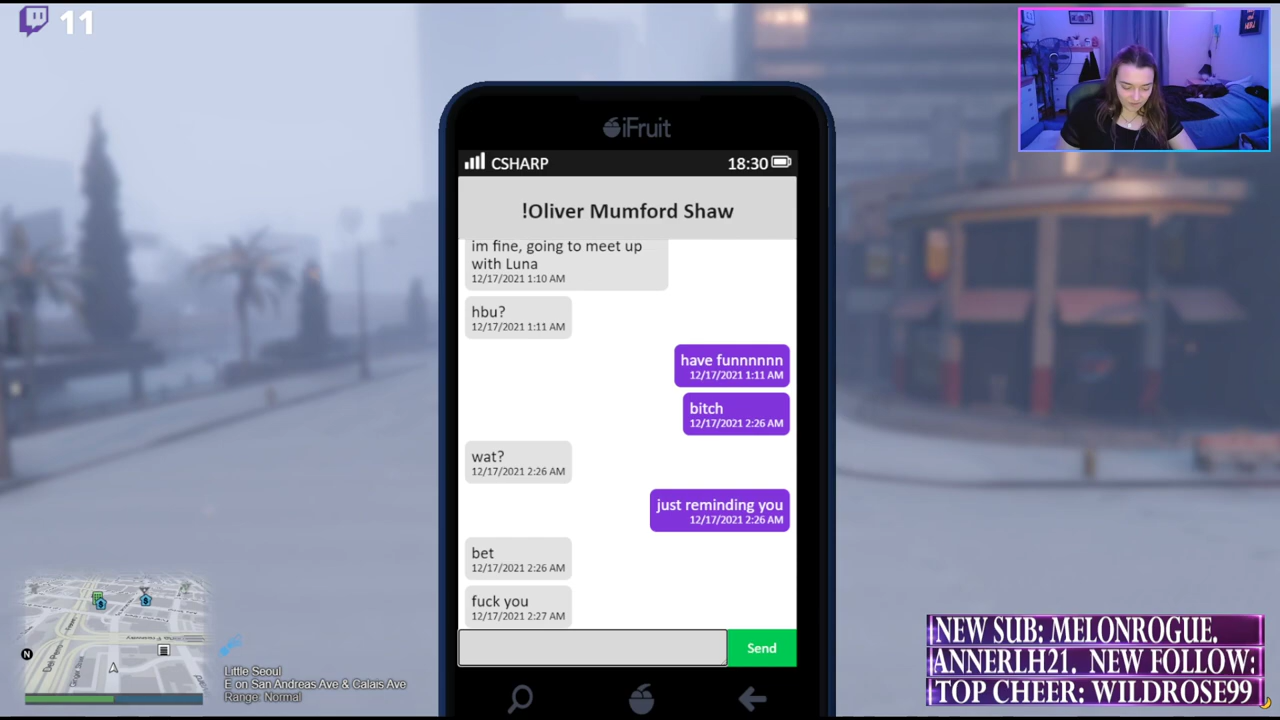 11
iFruit
CSHARP
18:30
!Oliver Mumford Shaw
im fine, going to meet up
with Luna
12/17/2021 1:10 AM
hbu?
12/17/2021 1:11 AM
have funnnnnn
12/17/2021 1:11 AM
bitch
12/17/2021 2:26 AM
wat?
12/17/2021 2:26 AM
just reminding you
12/17/2021 2:26 AM
bet
12/17/2021 2:26 AM
fuck you
12/17/2021 2:27 AM
Send
N
Little Seoul
E on San Andreas Ave & Calais Ave
Range: Normal
NEW SUB: MELONROGUE.
ANNERLH21. NEW FOLLOW:
TOP CHEER: WILDROSE99